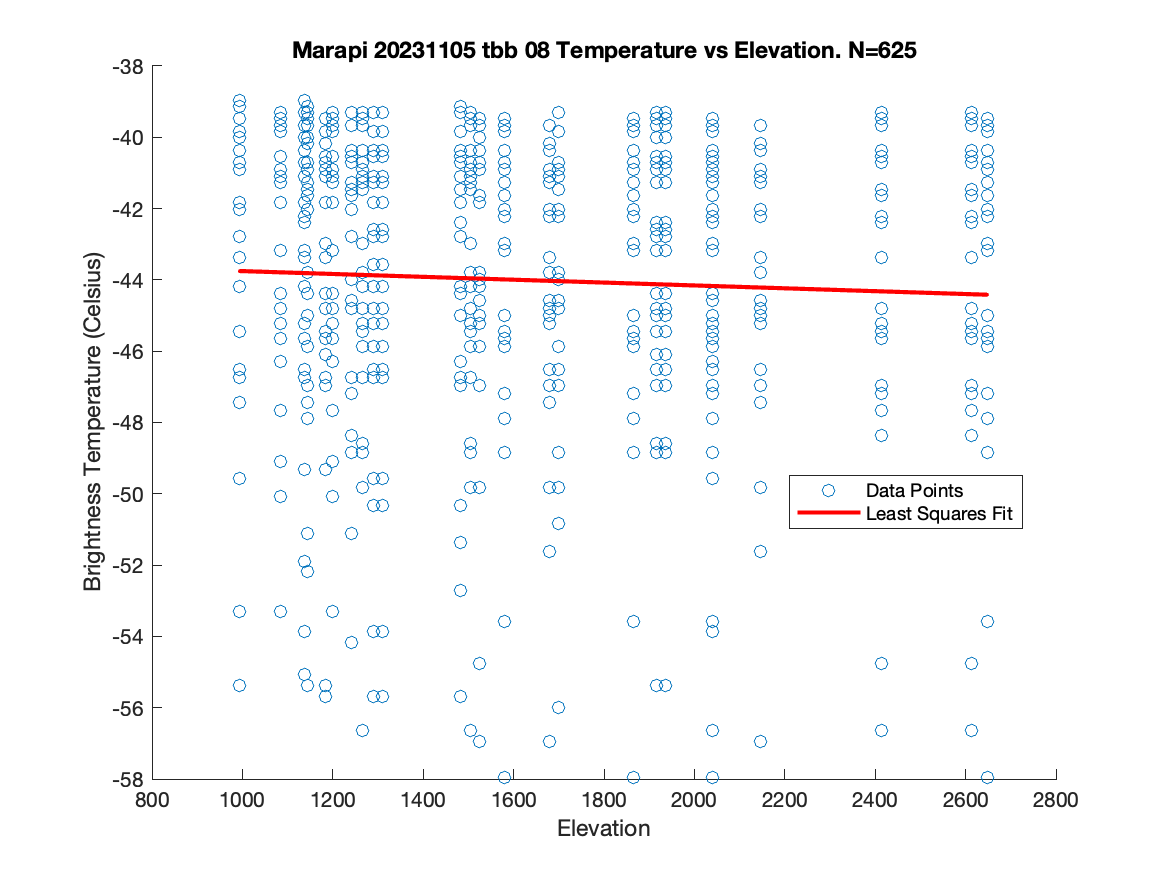 Marapi 20231105 tbb 08 Temperature vs Elevation. N=625
-38
-40
-42
-44
-46
-48
-50
-52
-54
-56
-58
Brightness Temperature (Celsius)
Data Points
Least Squares Fit
800 1000 1200 1400 1600 1800 2000 2200 2400 2600 2800
Elevation